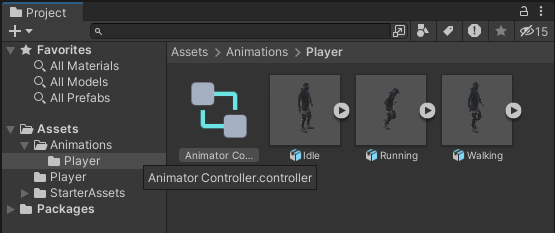 Project
15
Favorites
All Materials
All Models
All Prefabs
Assets
Animations
Player
Player
StarterAssets
Packages
Assets > Animations > Player
Animator Co...
Idle
Running
Walking
Animator Controller.controller